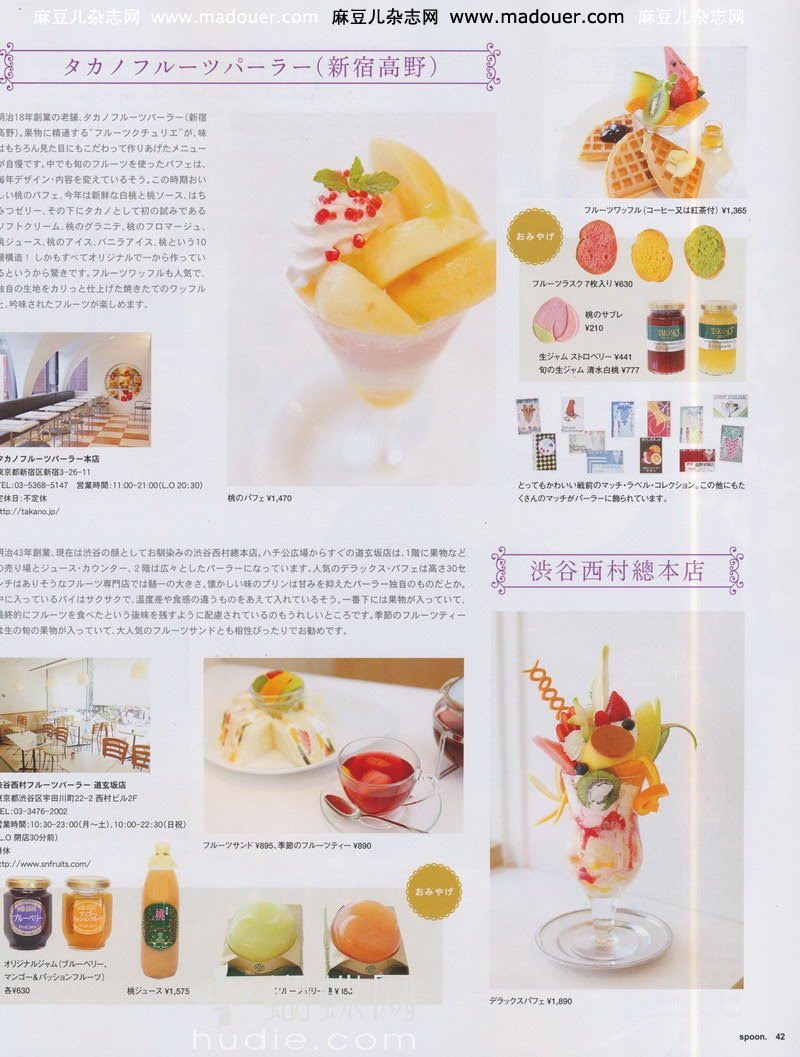 麻豆儿杂志网 www.madouer.com 麻豆儿杂志网 www.madouer.com 麻豆儿杂志网
タカノフルーツパーラー(新宿高野)
明治18年創業の老舗、タカノフルーツパーラー(新宿
高野)。果物に精通する“フルーツクチュリエ”が、味
はもちろん見た目にもこだわって作りあげたメニュー
が自慢です。中でも旬のフルーツを使ったパフェは、
毎年デザイン・内容を変えているそう。この時期おい
しい桃のパフェ、今年は新鮮な白桃と桃ソース、はち
みつゼリー、その下にタカノとして初の試みである
ソフトクリーム、桃のグラニテ、桃のフロマージュ、
桃ジュース、桃のアイス、バニラアイス、桃という10
層構造! しかもすべてオリジナルで一から作ってい
るというから驚きです。フルーツワッフルも人気で、
独自の生地をカリっと仕上げた焼きたてのワッフル
と、吟味されたフルーツが楽しめます。
タカノフルーツパーラー本店
東京都新宿区新宿3-26-11
TEL:03-5368-5147 営業時間:11:00-21:00(L.O 20:30)
定休日:不定休
http://takano.jp/
桃のパフェ ¥1,470
フルーツワッフル(コーヒー又は紅茶付) ¥1,365
おみやげ
フルーツラスク 7枚入り ¥630
桃のサブレ
¥210
TAKANO
生ジャム ストロベリー ¥441
旬の生ジャム 清水白桃 ¥777
とってもかわいい戦前のマッチ・ラベル・コレクション。この他にもた
くさんのマッチがパーラーに飾られています。
明治43年創業、現在は渋谷の顔としてお馴染みの渋谷西村總本店。ハチ公広場からすぐの道玄坂店は、1階に果物など
の売り場とジュース・カウンター、2階は広々としたパーラーになっています。人気のデラックス・パフェは高さ30セ
ンチはありそうなフルーツ専門店では髄一の大きさ。懐かしい味のプリンは甘みを抑えたパーラー独自のものだとか。
中に入っているパイはサクサクで、温度差や食感の違うものをあえて入れているそう。一番下には果物が入っていて、
最終的にフルーツを食べたという後味を残すように配慮されているのもうれしいところです。季節のフルーツティー
は生の旬の果物が入っていて、大人気のフルーツサンドとも相性ぴったりでお勧めです。
渋谷西村總本店
渋谷西村フルーツパーラー 道玄坂店
東京都渋谷区宇田川町22-2 西村ビル2F
TEL:03-3476-2002
営業時間:10:30-23:00(月〜土)、10:00-22:30(日祝)
(L.O 閉店30分前)
無休
http://www.snfruits.com/
フルーツサンド ¥895、季節のフルーツティー ¥890
おみやげ
ブルーベリー
マンゴー
パッションフルーツ
桃
オリジナルジャム(ブルーベリー、
マンゴー&パッションフルーツ)
各¥630
桃ジュース ¥1,575
フルーツゼリー 各
デラックスパフェ ¥1,890
hudie.com
spoon. 42